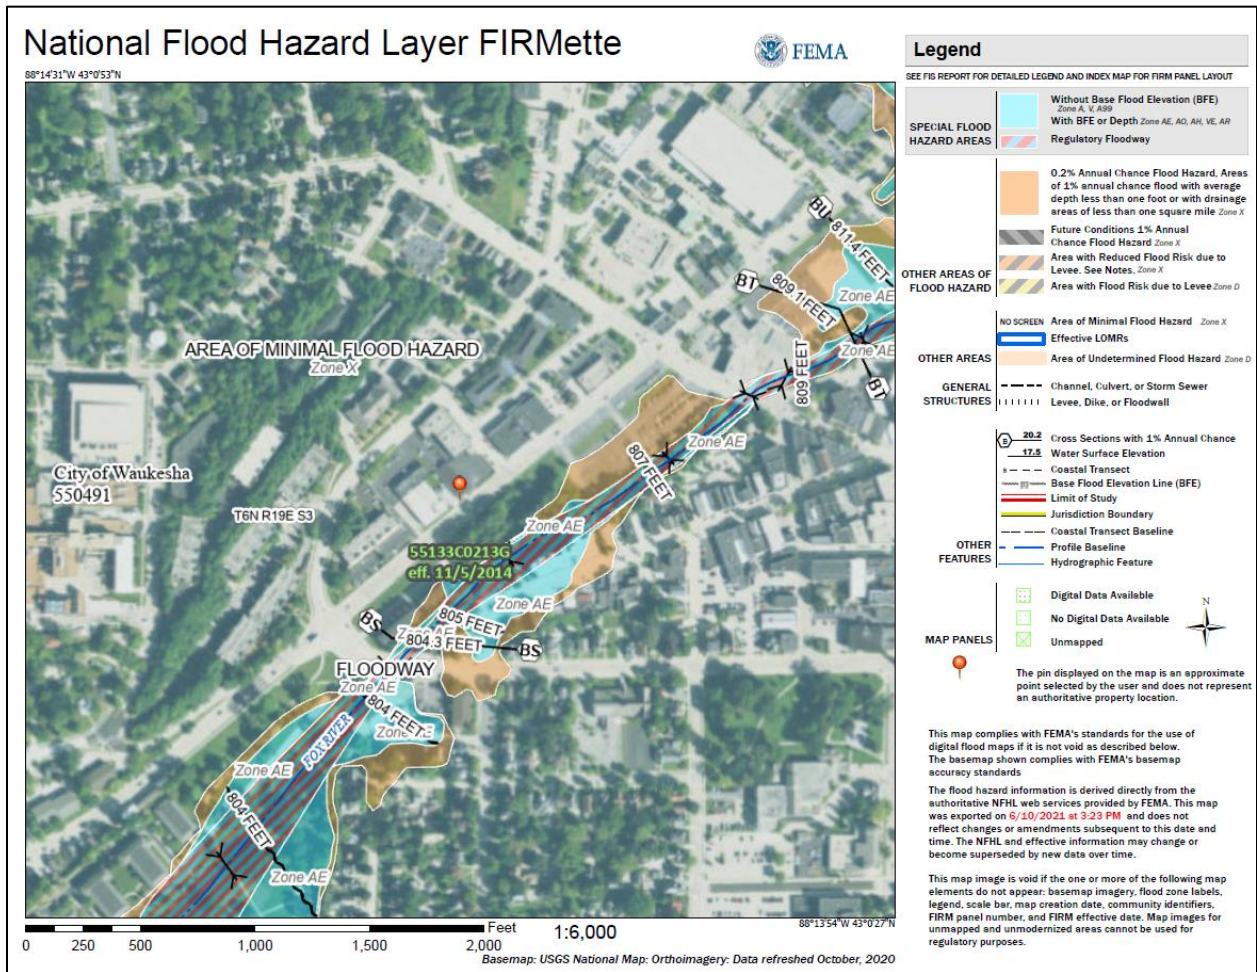 National Flood Hazard Layer FIRMette
FEMA
88°14'31"W 43°0'53"N
BU
811.4 FEET
BT
809.1 FEET
Zone AE
Zone AE
BT
809 FEET
AREA OF MINIMAL FLOOD HAZARD
Zone X
Zone AE
807 FEET
City of Waukesha
550491
T6N R19E S3
Zone AE
55133C0213G
eff. 11/5/2014
Zone AE
BS
805 FEET
Zone AE
804.3 FEET
BS
FLOODWAY
Zone AE
804 FEET
Zone AE
FOX RIVER
Zone AE
804 FEET
Zone AE
88°13'54"W 43°0'27"N
Feet
1:6,000
0 250 500 1,000 1,500 2,000
Basemap: USGS National Map: Orthoimagery: Data refreshed October, 2020
Legend
SEE FIS REPORT FOR DETAILED LEGEND AND INDEX MAP FOR FIRM PANEL LAYOUT
SPECIAL FLOOD
HAZARD AREAS
Without Base Flood Elevation (BFE)
Zone A, V, A99
With BFE or Depth Zone AE, AO, AH, VE, AR
Regulatory Floodway
OTHER AREAS OF
FLOOD HAZARD
0.2% Annual Chance Flood Hazard, Areas
of 1% annual chance flood with average
depth less than one foot or with drainage
areas of less than one square mile Zone X
Future Conditions 1% Annual
Chance Flood Hazard Zone X
Area with Reduced Flood Risk due to
Levee. See Notes. Zone X
Area with Flood Risk due to Levee Zone D
OTHER AREAS
NO SCREEN Area of Minimal Flood Hazard Zone X
Effective LOMRs
Area of Undetermined Flood Hazard Zone D
GENERAL
STRUCTURES
Channel, Culvert, or Storm Sewer
Levee, Dike, or Floodwall
OTHER
FEATURES
B 20.2 Cross Sections with 1% Annual Chance
17.5 Water Surface Elevation
8 Coastal Transect
Base Flood Elevation Line (BFE)
Limit of Study
Jurisdiction Boundary
Coastal Transect Baseline
Profile Baseline
Hydrographic Feature
MAP PANELS
Digital Data Available
No Digital Data Available
Unmapped
N
The pin displayed on the map is an approximate
point selected by the user and does not represent
an authoritative property location.
This map complies with FEMA's standards for the use of
digital flood maps if it is not void as described below.
The basemap shown complies with FEMA's basemap
accuracy standards
The flood hazard information is derived directly from the
authoritative NFHL web services provided by FEMA. This map
was exported on 6/10/2021 at 3:23 PM and does not
reflect changes or amendments subsequent to this date and
time. The NFHL and effective information may change or
become superseded by new data over time.
This map image is void if the one or more of the following map
elements do not appear: basemap imagery, flood zone labels,
legend, scale bar, map creation date, community identifiers,
FIRM panel number, and FIRM effective date. Map images for
unmapped and unmodernized areas cannot be used for
regulatory purposes.